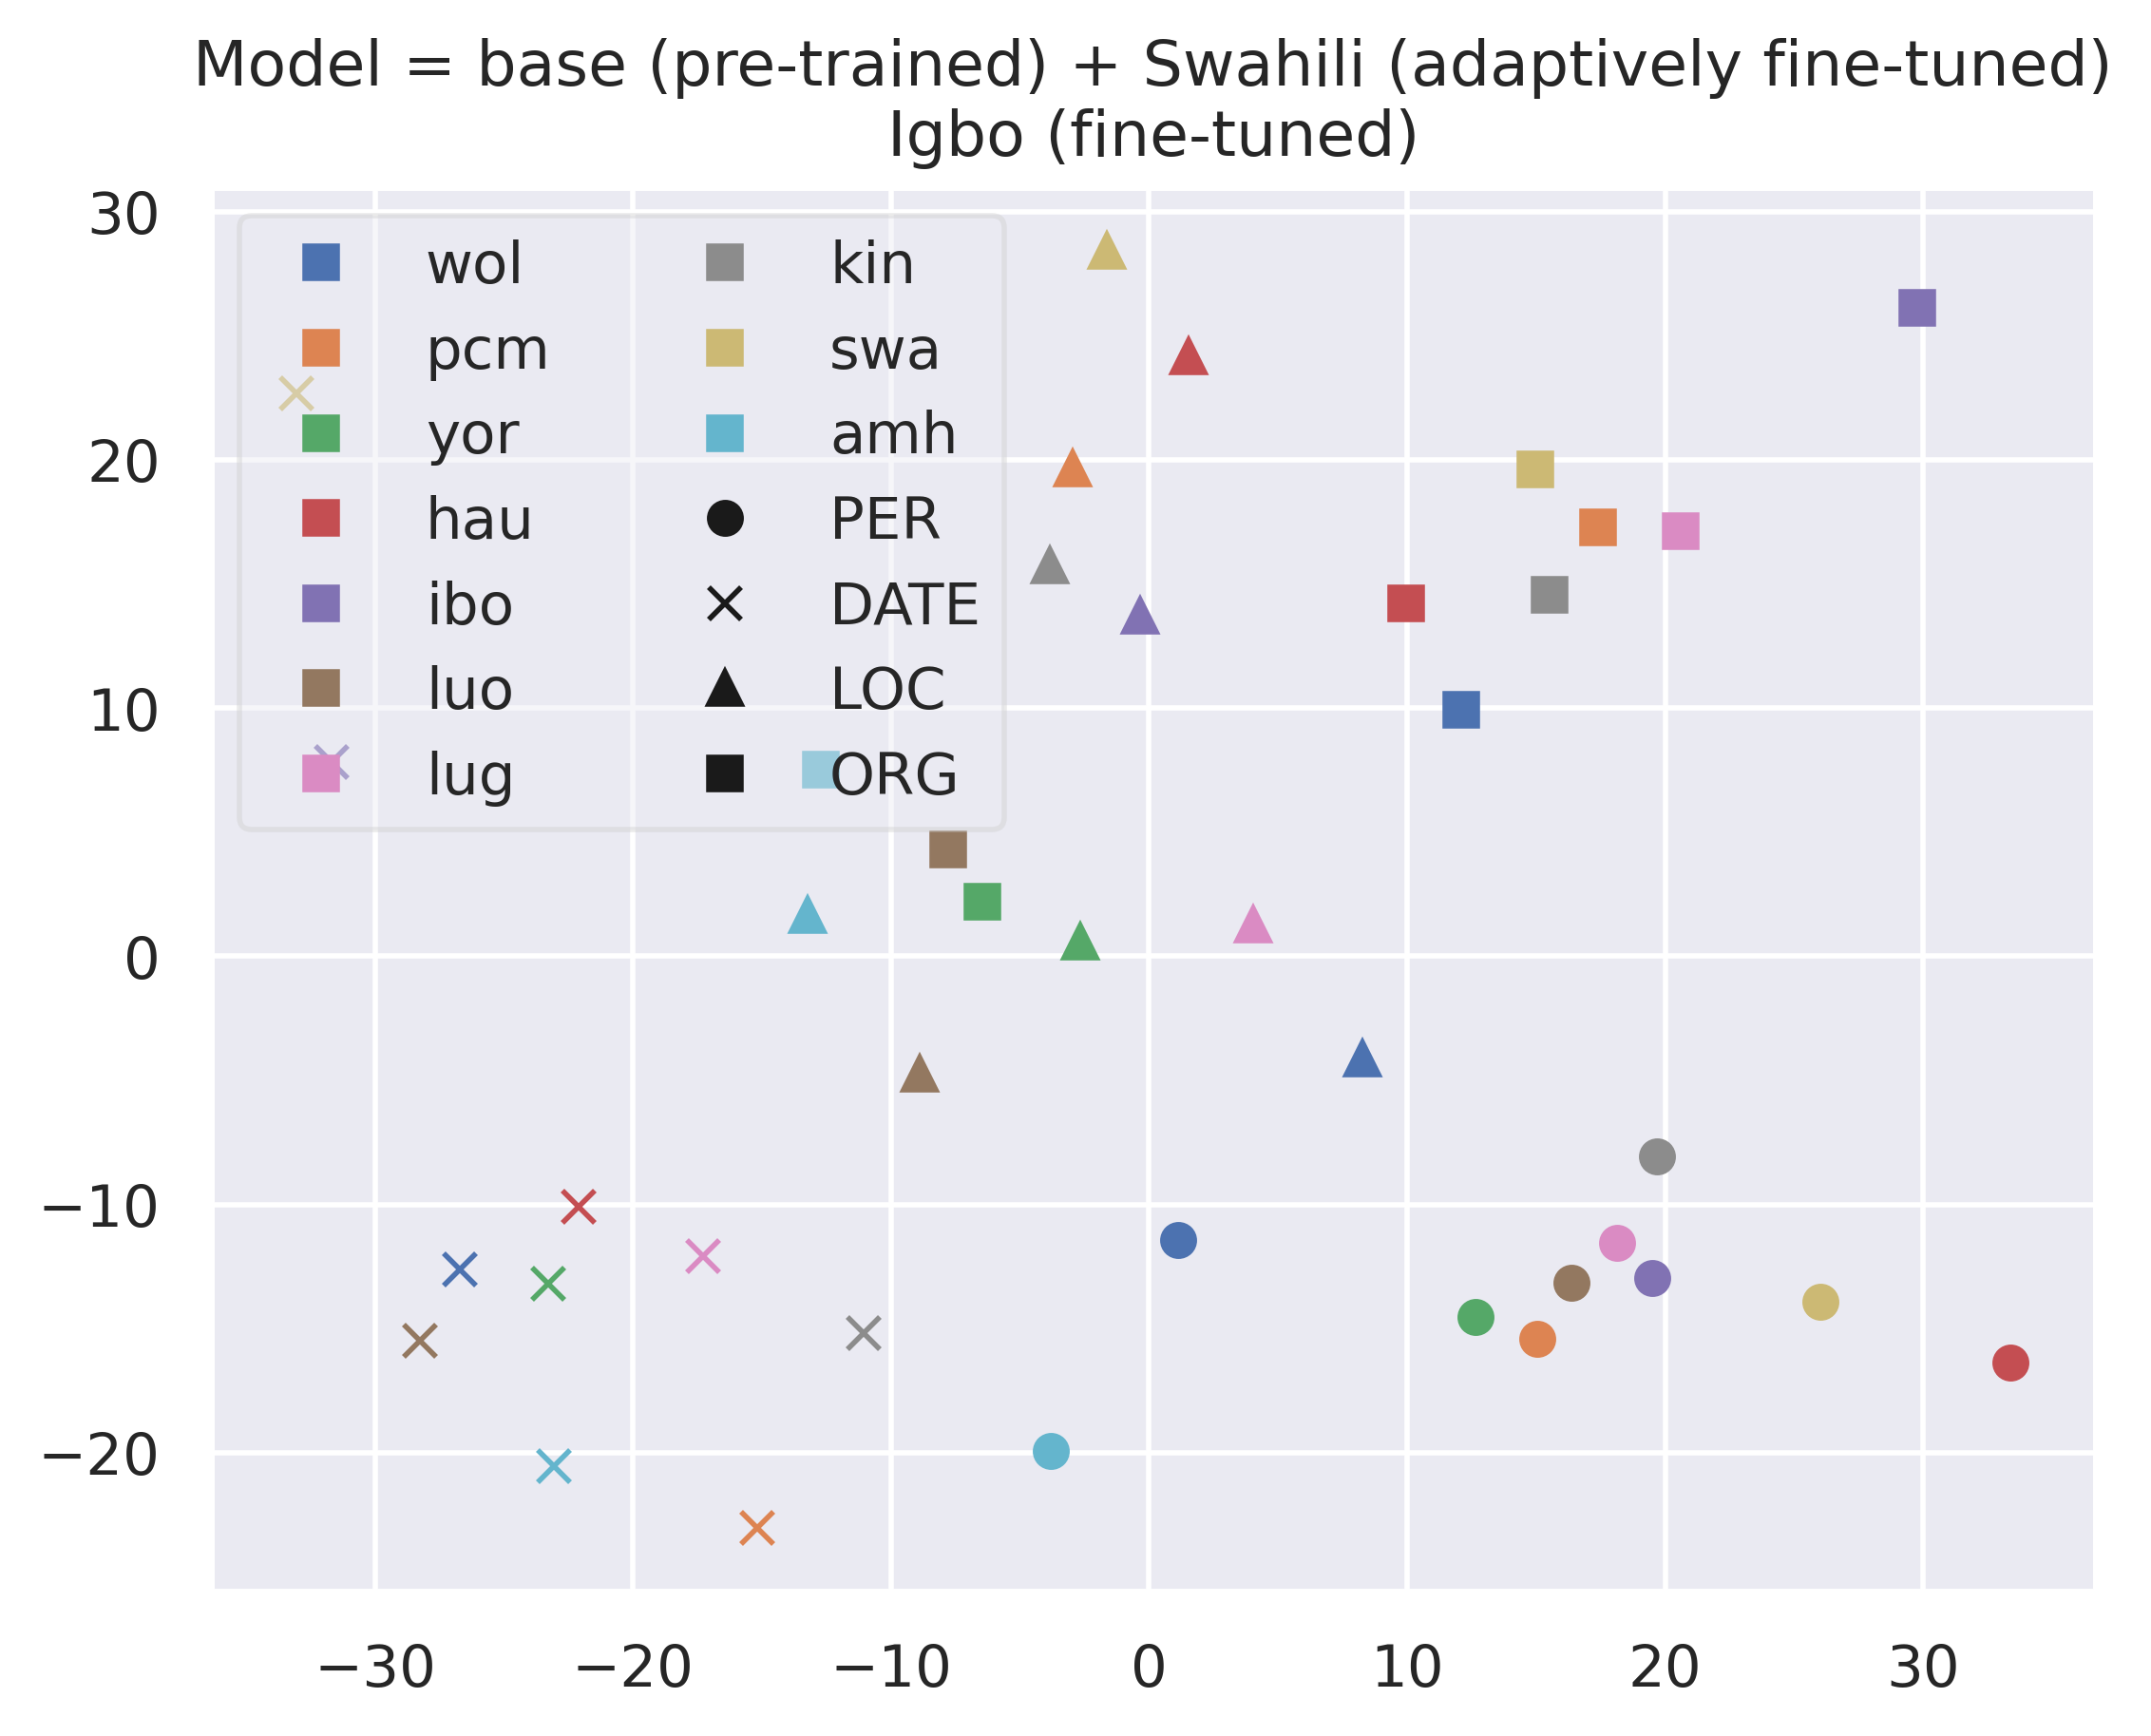 Model = base (pre-trained) + Swahili (adaptively fine-tuned)
Igbo (fine-tuned)
30
20
10
0
−10
−20
wol
pcm
yor
hau
ibo
luo
lug
kin
swa
amh
PER
DATE
LOC
ORG
−30
−20
−10
0
10
20
30